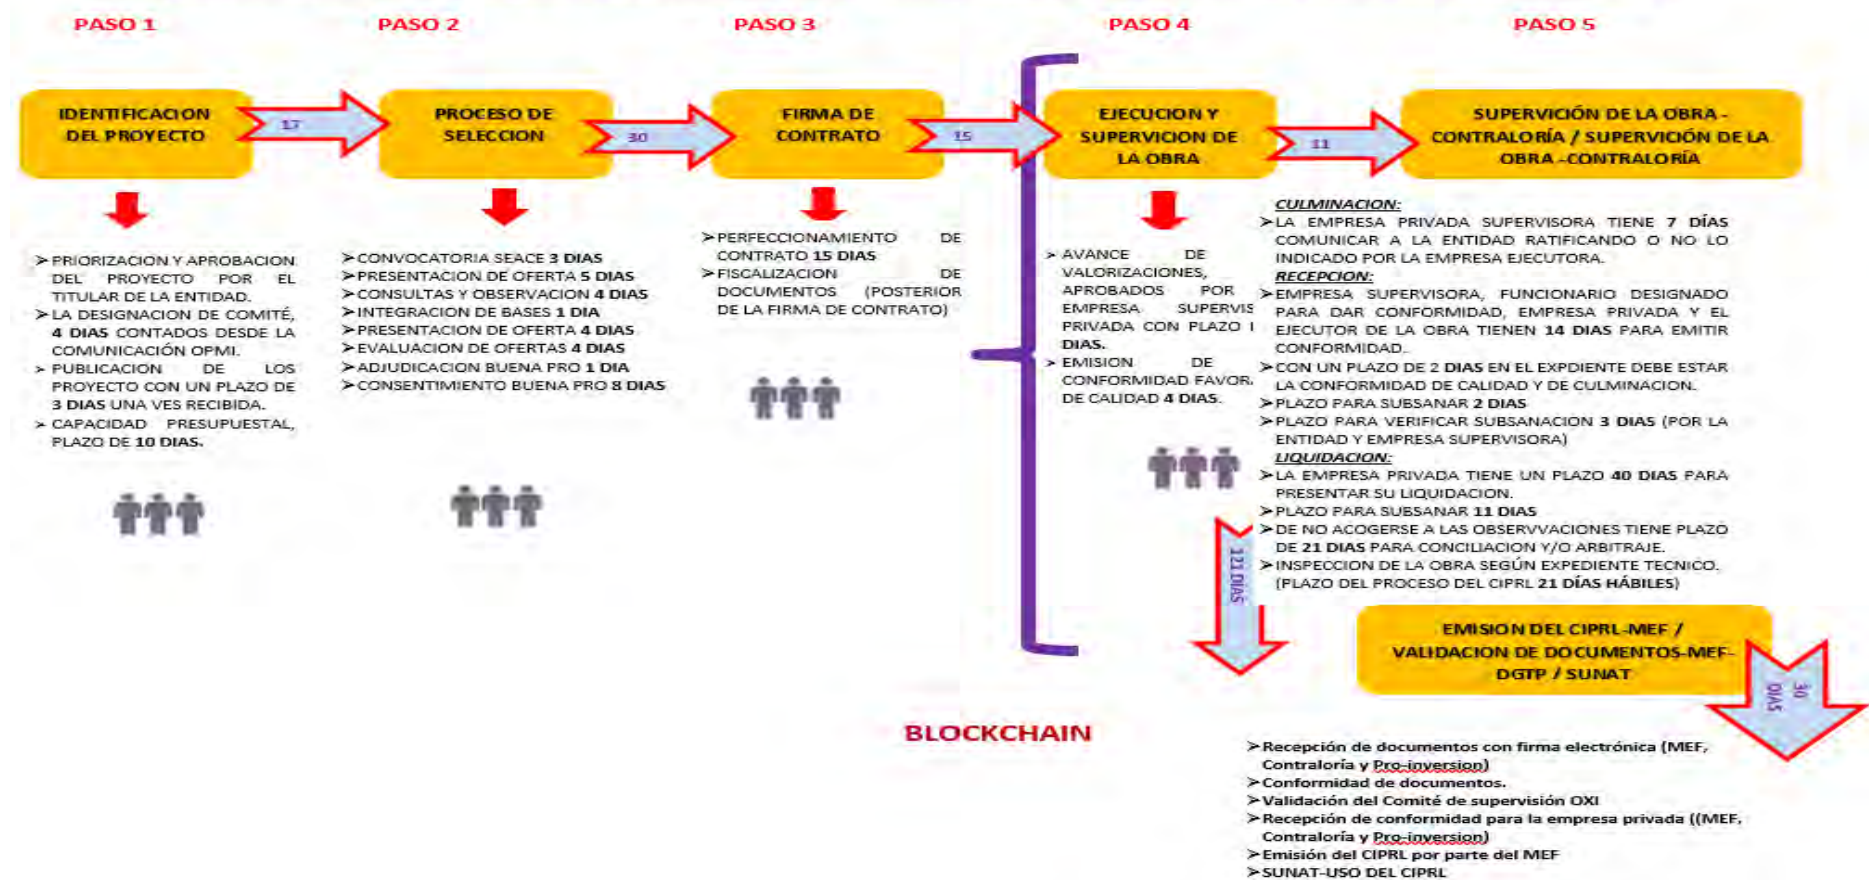 PASO 1
PASO 2
PASO 3
PASO 4
PASO 5
IDENTIFICACION
DEL PROYECTO
17
PROCESO DE
SELECCION
30
FIRMA DE
CONTRATO
15
EJECUCION Y
SUPERVICION DE
LA OBRA
11
SUPERVICIÓN DE LA OBRA -
CONTRALORÍA / SUPERVICIÓN DE LA
OBRA -CONTRALORÍA
➢PRIORIZACION Y APROBACION
DEL PROYECTO POR EL
TITULAR DE LA ENTIDAD.
➢LA DESIGNACION DE COMITÉ,
4 DIAS CONTADOS DESDE LA
COMUNICACIÓN OPMI.
➢PUBLICACION DE LOS
PROYECTO CON UN PLAZO DE
3 DIAS UNA VES RECIBIDA.
➢CAPACIDAD PRESUPUESTAL,
PLAZO DE 10 DIAS.
➢CONVOCATORIA SEACE 3 DIAS
➢PRESENTACION DE OFERTA 5 DIAS
➢CONSULTAS Y OBSERVACION 4 DIAS
➢INTEGRACION DE BASES 1 DIA
➢PRESENTACION DE OFERTA 4 DIAS
➢EVALUACION DE OFERTAS 4 DIAS
➢ADJUDICACION BUENA PRO 1 DIA
➢CONSENTIMIENTO BUENA PRO 8 DIAS
➢PERFECCIONAMIENTO DE
CONTRATO 15 DIAS
➢FISCALIZACION DE
DOCUMENTOS (POSTERIOR
DE LA FIRMA DE CONTRATO)
➢AVANCE DE
VALORIZACIONES,
APROBADOS POR
EMPRESA SUPERVIS
PRIVADA CON PLAZO
DIAS.
➢EMISION DE
CONFORMIDAD FAVOR
DE CALIDAD 4 DIAS.
121 DIAS
CULMINACION:
➢LA EMPRESA PRIVADA SUPERVISORA TIENE 7 DÍAS
COMUNICAR A LA ENTIDAD RATIFICANDO O NO LO
INDICADO POR LA EMPRESA EJECUTORA.
RECEPCION:
➢EMPRESA SUPERVISORA, FUNCIONARIO DESIGNADO
PARA DAR CONFORMIDAD, EMPRESA PRIVADA Y EL
EJECUTOR DE LA OBRA TIENEN 14 DIAS PARA EMITIR
CONFORMIDAD.
➢CON UN PLAZO DE 2 DIAS EN EL EXPDIENTE DEBE ESTAR
LA CONFORMIDAD DE CALIDAD Y DE CULMINACION.
➢PLAZO PARA SUBSANAR 2 DIAS
➢PLAZO PARA VERIFICAR SUBSANACION 3 DIAS (POR LA
ENTIDAD Y EMPRESA SUPERVISORA)
LIQUIDACION:
➢LA EMPRESA PRIVADA TIENE UN PLAZO 40 DIAS PARA
PRESENTAR SU LIQUIDACION.
➢PLAZO PARA SUBSANAR 11 DIAS
➢DE NO ACOGERSE A LAS OBSERVVACIONES TIENE PLAZO
DE 21 DIAS PARA CONCILIACION Y/O ARBITRAJE.
➢INSPECCION DE LA OBRA SEGÚN EXPEDIENTE TECNICO.
(PLAZO DEL PROCESO DEL CIPRL 21 DÍAS HÁBILES)
EMISION DEL CIPRL-MEF /
VALIDACION DE DOCUMENTOS-MEF-
DGTP / SUNAT
30
DIAS
BLOCKCHAIN
➢Recepción de documentos con firma electrónica (MEF,
Contraloría y Pro-inversion)
➢Conformidad de documentos.
➢Validación del Comité de supervisión OXI
➢Recepción de conformidad para la empresa privada ((MEF,
Contraloría y Pro-inversion)
➢Emisión del CIPRL por parte del MEF
➢SUNAT-USO DEL CIPRL